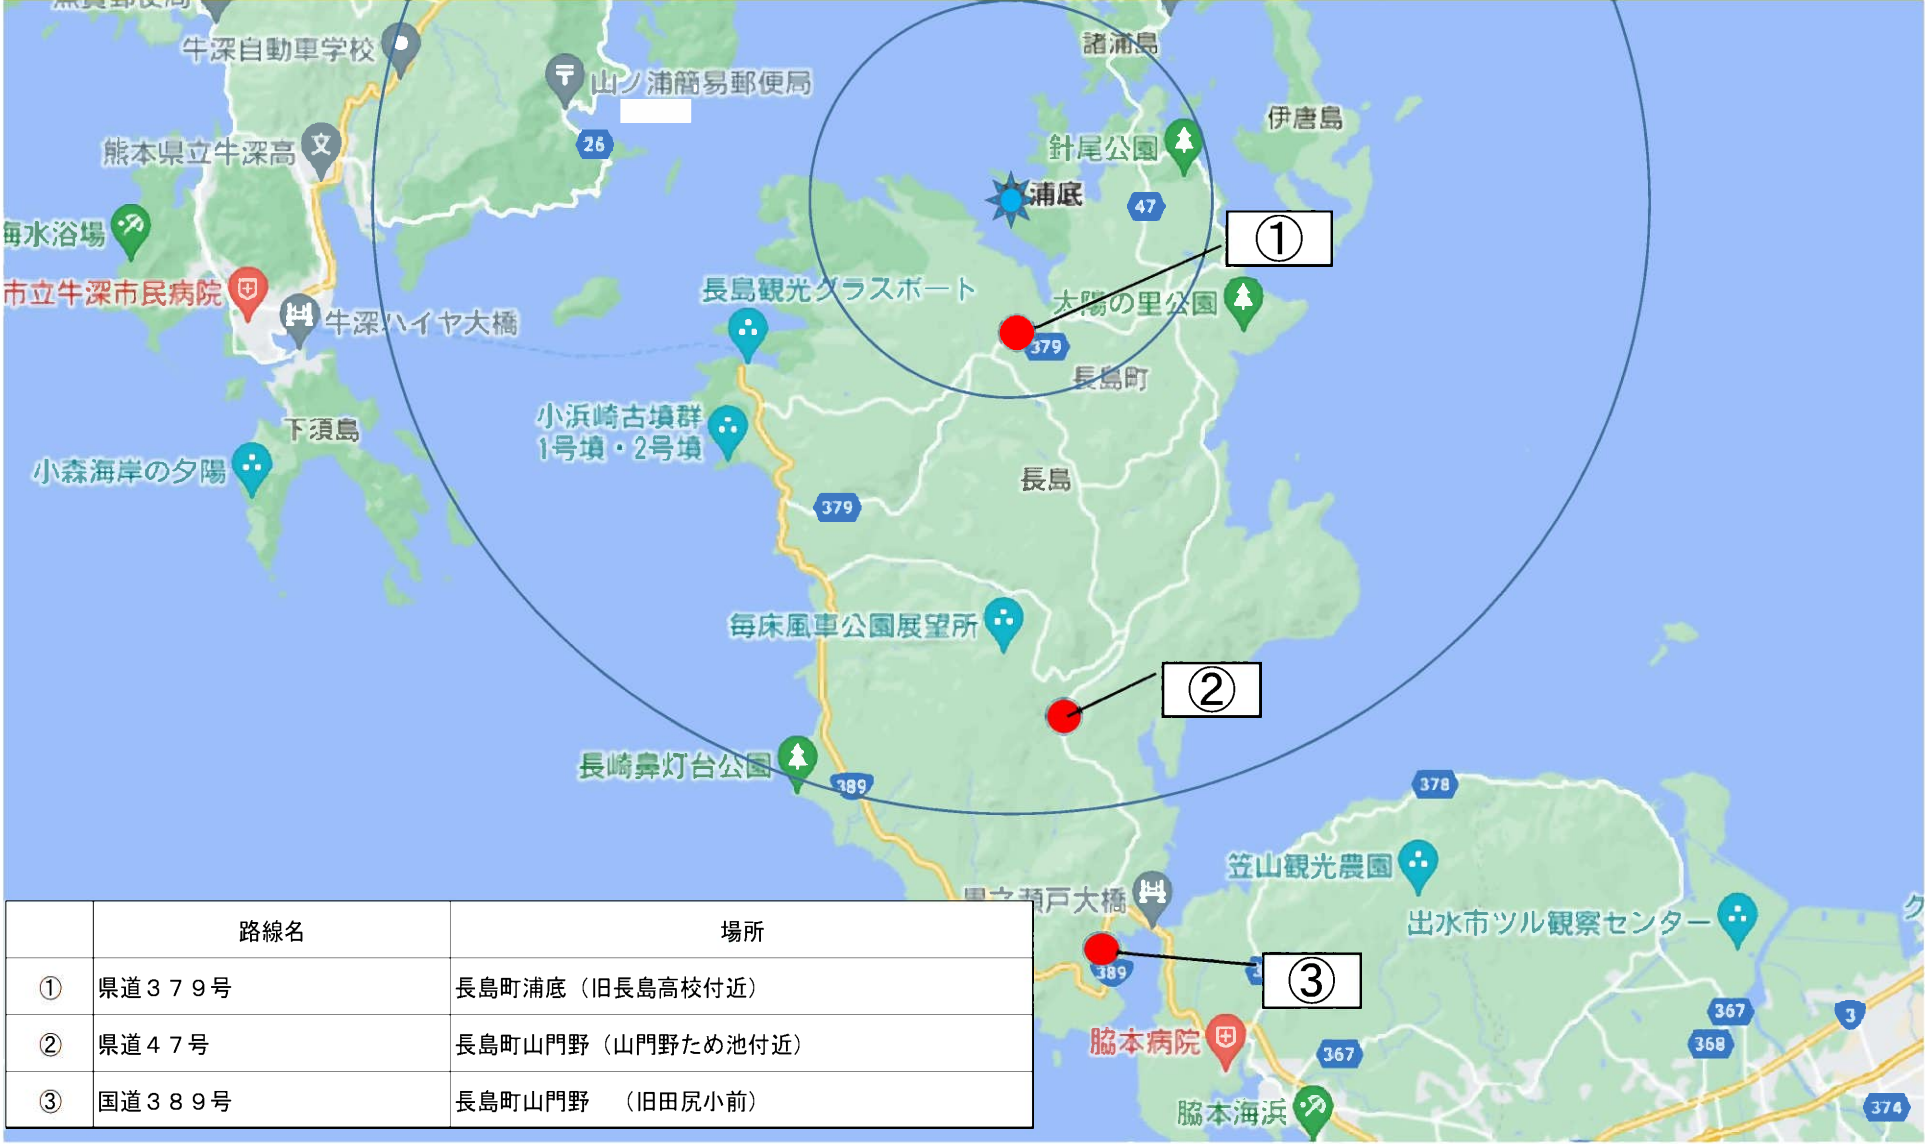 諸浦島
牛深自動車学校
山ノ浦簡易郵便局
26
伊唐島
針尾公園
熊本県立牛深高
浦底
47
海水浴場
①
市立牛深市民病院
長島観光グラスボート
太陽の里公園
牛深ハイヤ大橋
379
長島町
小浜崎古墳群
1号墳・2号墳
下須島
小森海岸の夕陽
長島
379
毎床風車公園展望所
②
長崎鼻灯台公園
389
378
笠山観光農園
黒之瀬戸大橋
出水市ツル観察センター
389
③
367
3
脇本病院
368
367
脇本海浜
374
路線名 場所
① 県道３７９号 長島町浦底（旧長島高校付近）
② 県道４７号 長島町山門野（山門野ため池付近）
③ 国道３８９号 長島町山門野 （旧田尻小前）